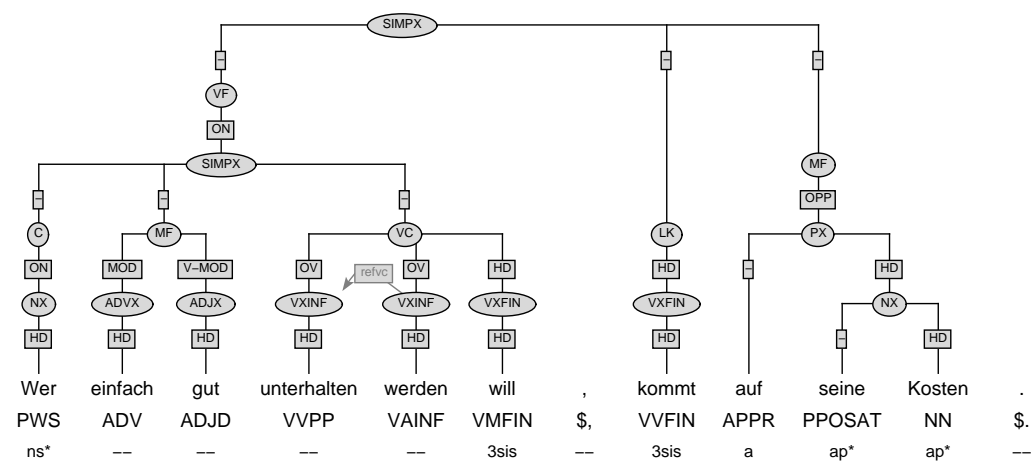 SIMPX
– – –
VF
ON
SIMPX MF
– – – OPP
C MF VC LK PX
ON MOD V–MOD OV refvc OV HD HD – HD
NX ADVX ADJX VXINF VXINF VXFIN VXFIN NX
HD HD HD HD HD HD HD – HD
Wer einfach gut unterhalten werden will , kommt auf seine Kosten .
PWS ADV ADJD VVPP VAINF VMFIN $, VVFIN APPR PPOSAT NN $.
ns* –– –– –– –– 3sis –– 3sis a ap* ap* ––